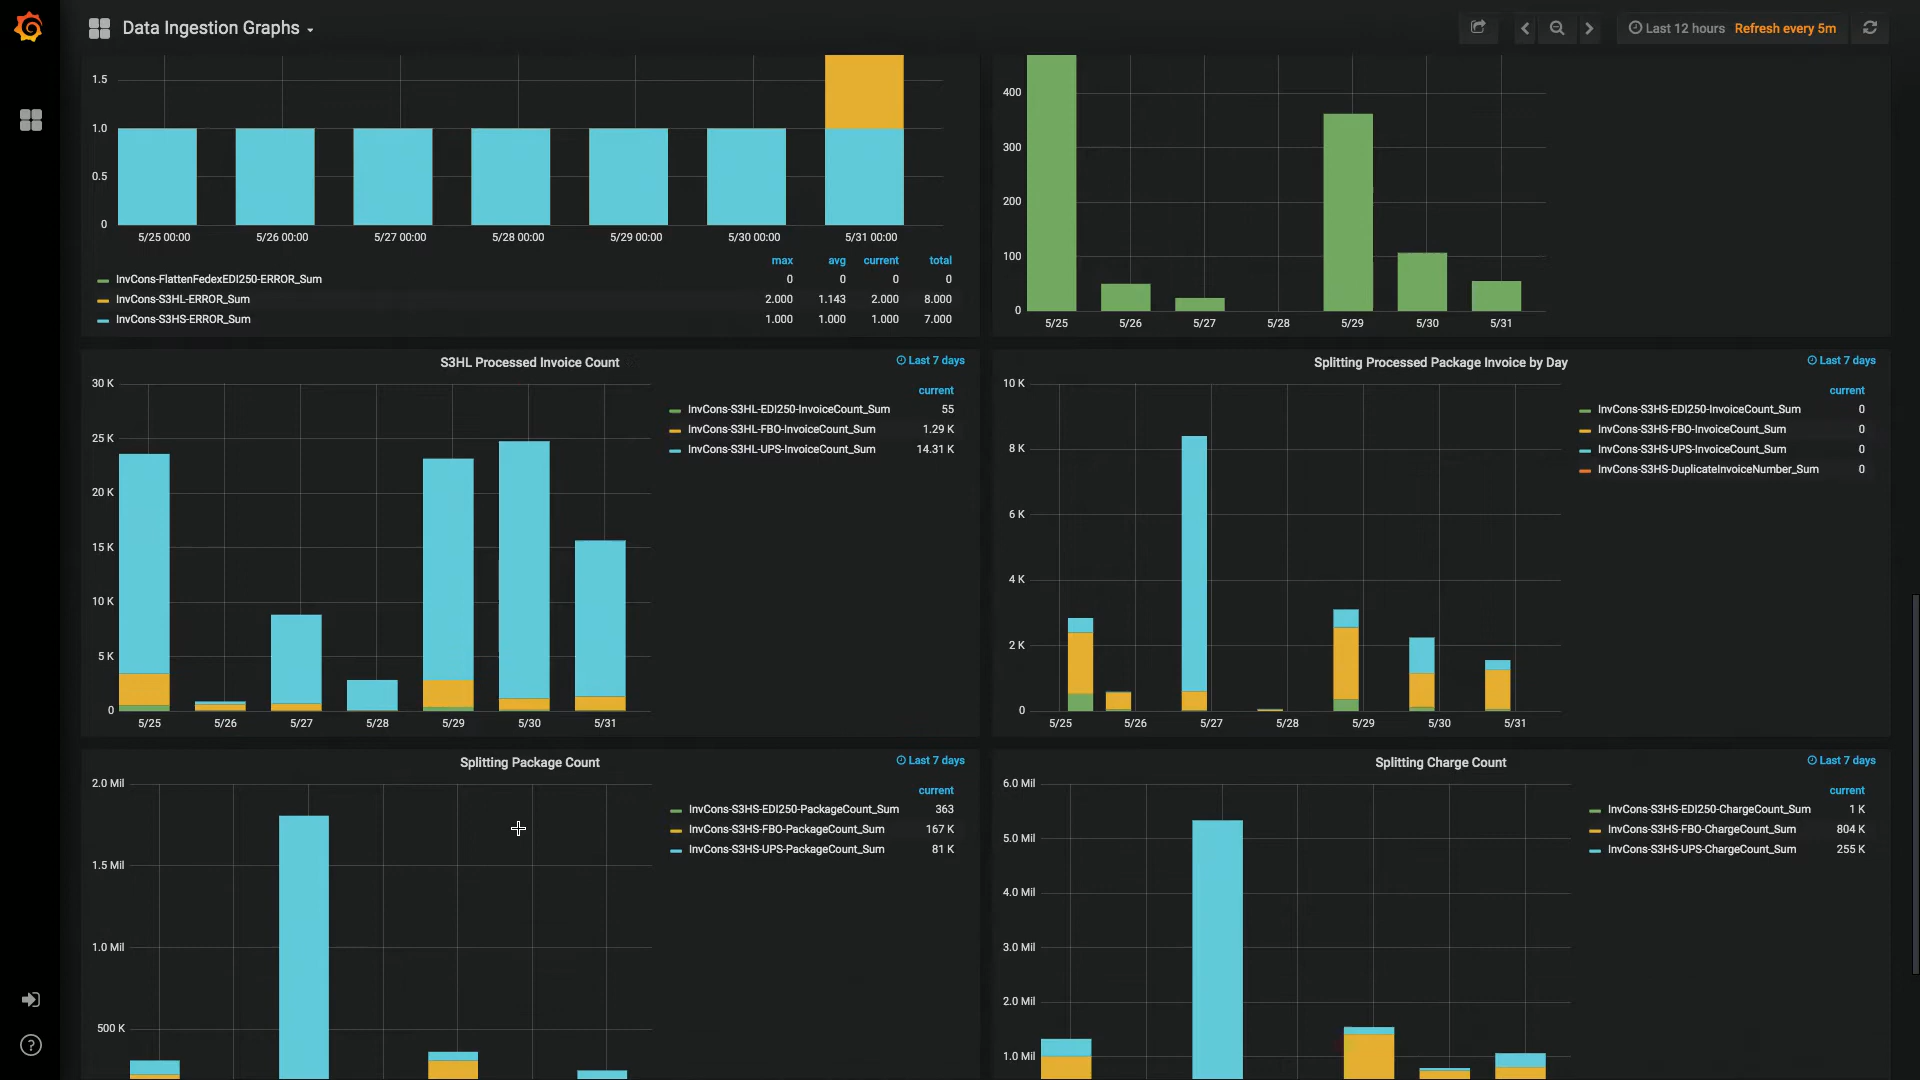 Data Ingestion Graphs
Last 12 hours Refresh every 5m
1.5
1.0
0.5
0
5/25 00:00 5/26 00:00 5/27 00:00 5/28 00:00 5/29 00:00 5/30 00:00 5/31 00:00
max avg current total
InvCons-FlattenFedexEDI250-ERROR_Sum 0 0 0 0
InvCons-S3HL-ERROR_Sum 2.000 1.143 2.000 8.000
InvCons-S3HS-ERROR_Sum 1.000 1.000 1.000 7.000
400
300
200
100
0
5/25 5/26 5/27 5/28 5/29 5/30 5/31
S3HL Processed Invoice Count
Last 7 days
30 K
25 K
20 K
15 K
10 K
5 K
0
5/25 5/26 5/27 5/28 5/29 5/30 5/31
current
InvCons-S3HL-EDI250-InvoiceCount_Sum 55
InvCons-S3HL-FBO-InvoiceCount_Sum 1.29 K
InvCons-S3HL-UPS-InvoiceCount_Sum 14.31 K
Splitting Processed Package Invoice by Day
Last 7 days
10 K
8 K
6 K
4 K
2 K
0
5/25 5/26 5/27 5/28 5/29 5/30 5/31
current
InvCons-S3HS-EDI250-InvoiceCount_Sum 0
InvCons-S3HS-FBO-InvoiceCount_Sum 0
InvCons-S3HS-UPS-InvoiceCount_Sum 0
InvCons-S3HS-DuplicateInvoiceNumber_Sum 0
Splitting Package Count
Last 7 days
2.0 Mil
1.5 Mil
1.0 Mil
500 K
current
InvCons-S3HS-EDI250-PackageCount_Sum 363
InvCons-S3HS-FBO-PackageCount_Sum 167 K
InvCons-S3HS-UPS-PackageCount_Sum 81 K
Splitting Charge Count
Last 7 days
6.0 Mil
5.0 Mil
4.0 Mil
3.0 Mil
2.0 Mil
1.0 Mil
current
InvCons-S3HS-EDI250-ChargeCount_Sum 1 K
InvCons-S3HS-FBO-ChargeCount_Sum 804 K
InvCons-S3HS-UPS-ChargeCount_Sum 255 K